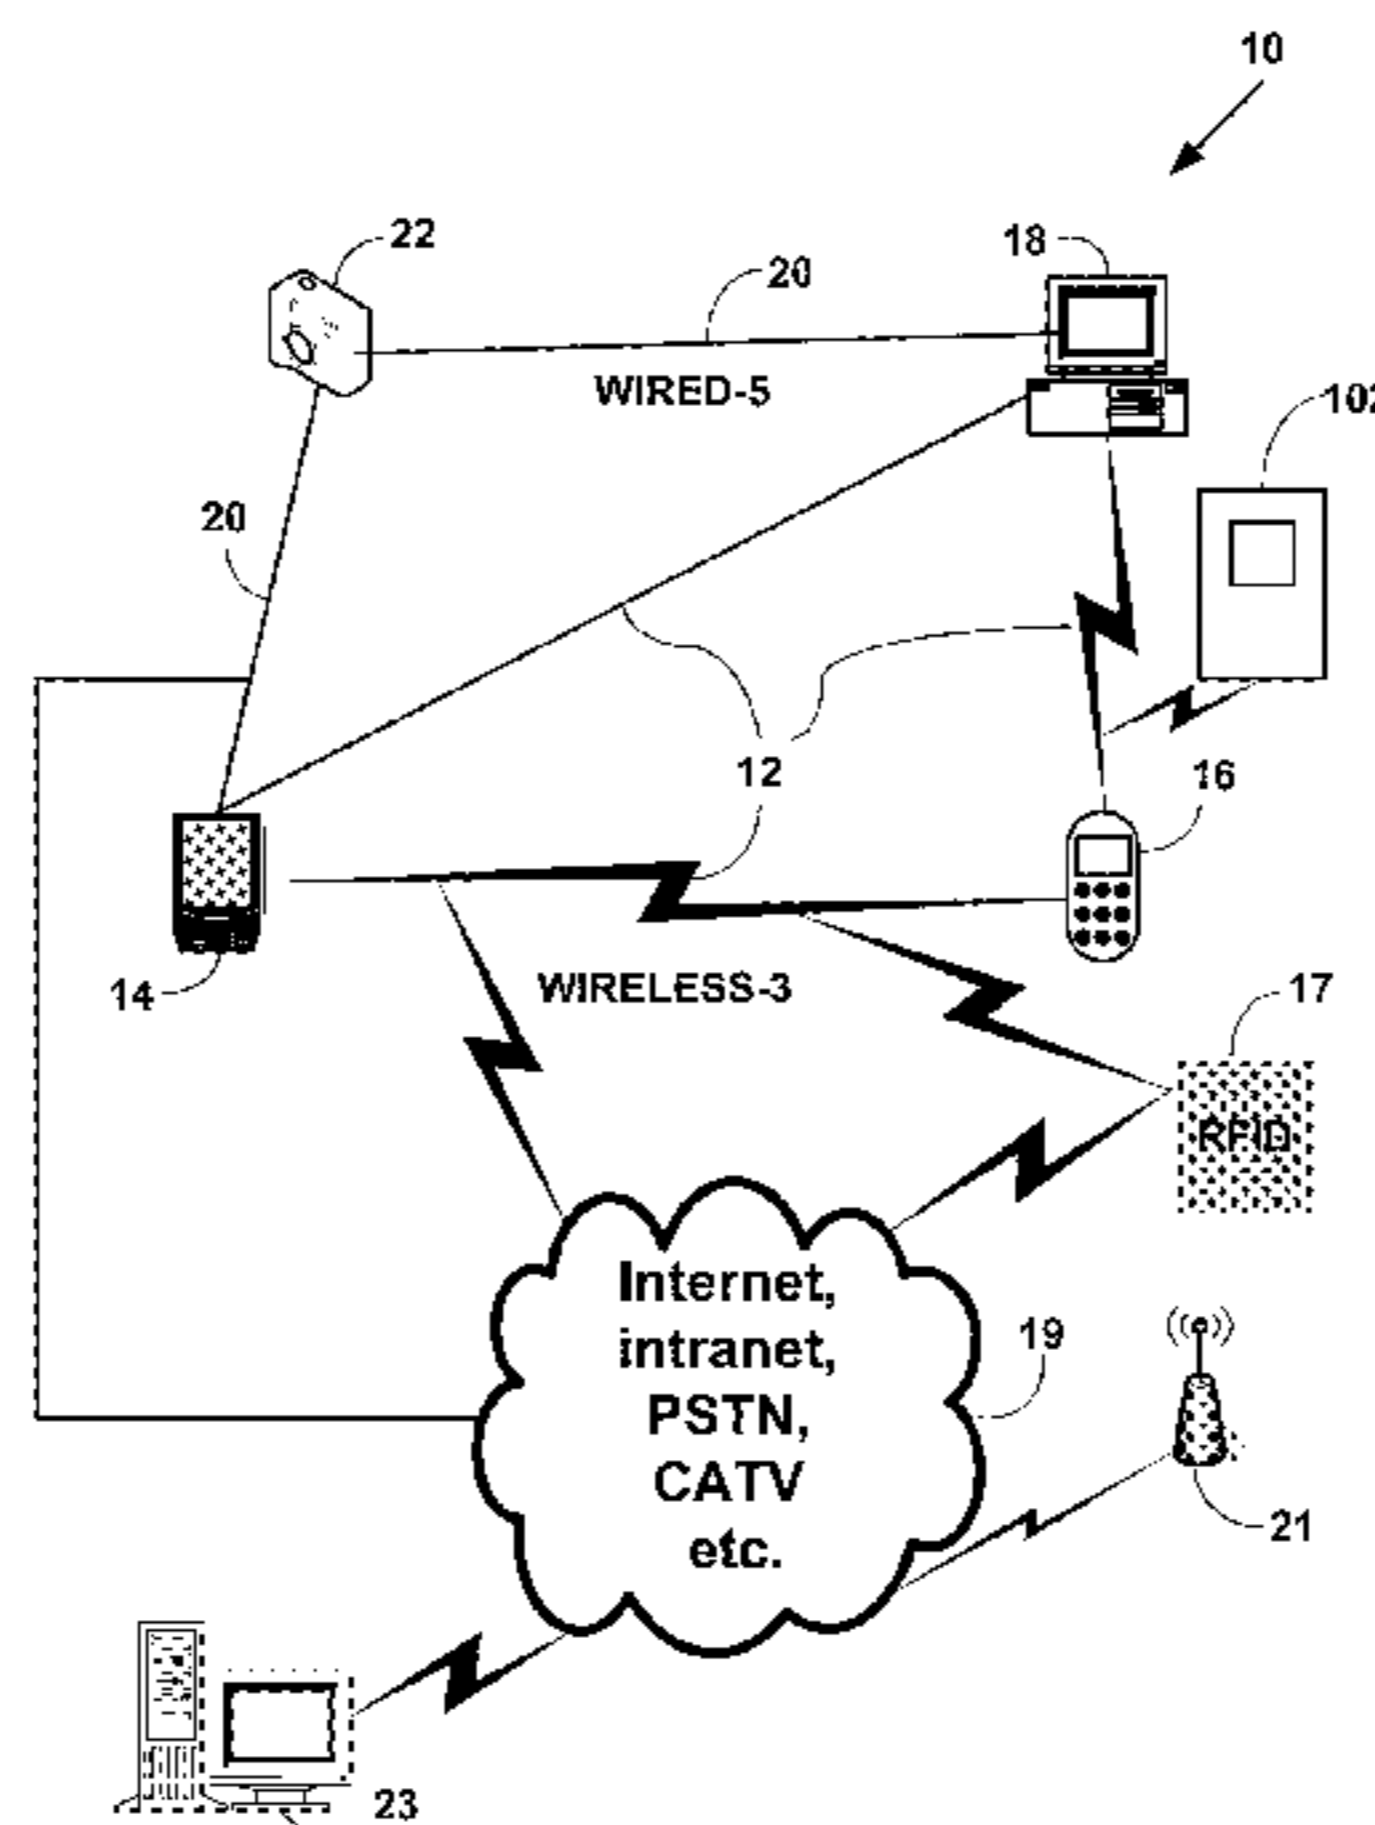 10
22
18
20
WIRED-5
102
20
12
16
14
WIRELESS-3
17
RFID
Internet,
intranet,
PSTN,
CATV
etc.
19
21
23